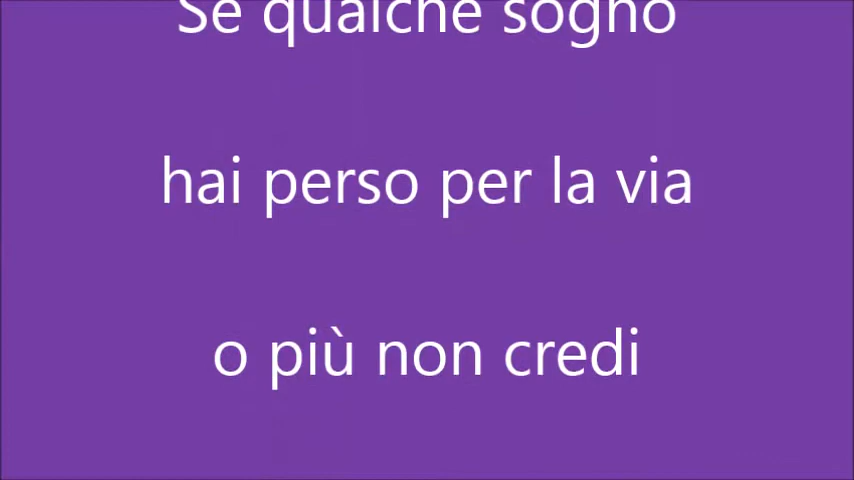 Se qualche sogno
hai perso per la via
o più non credi